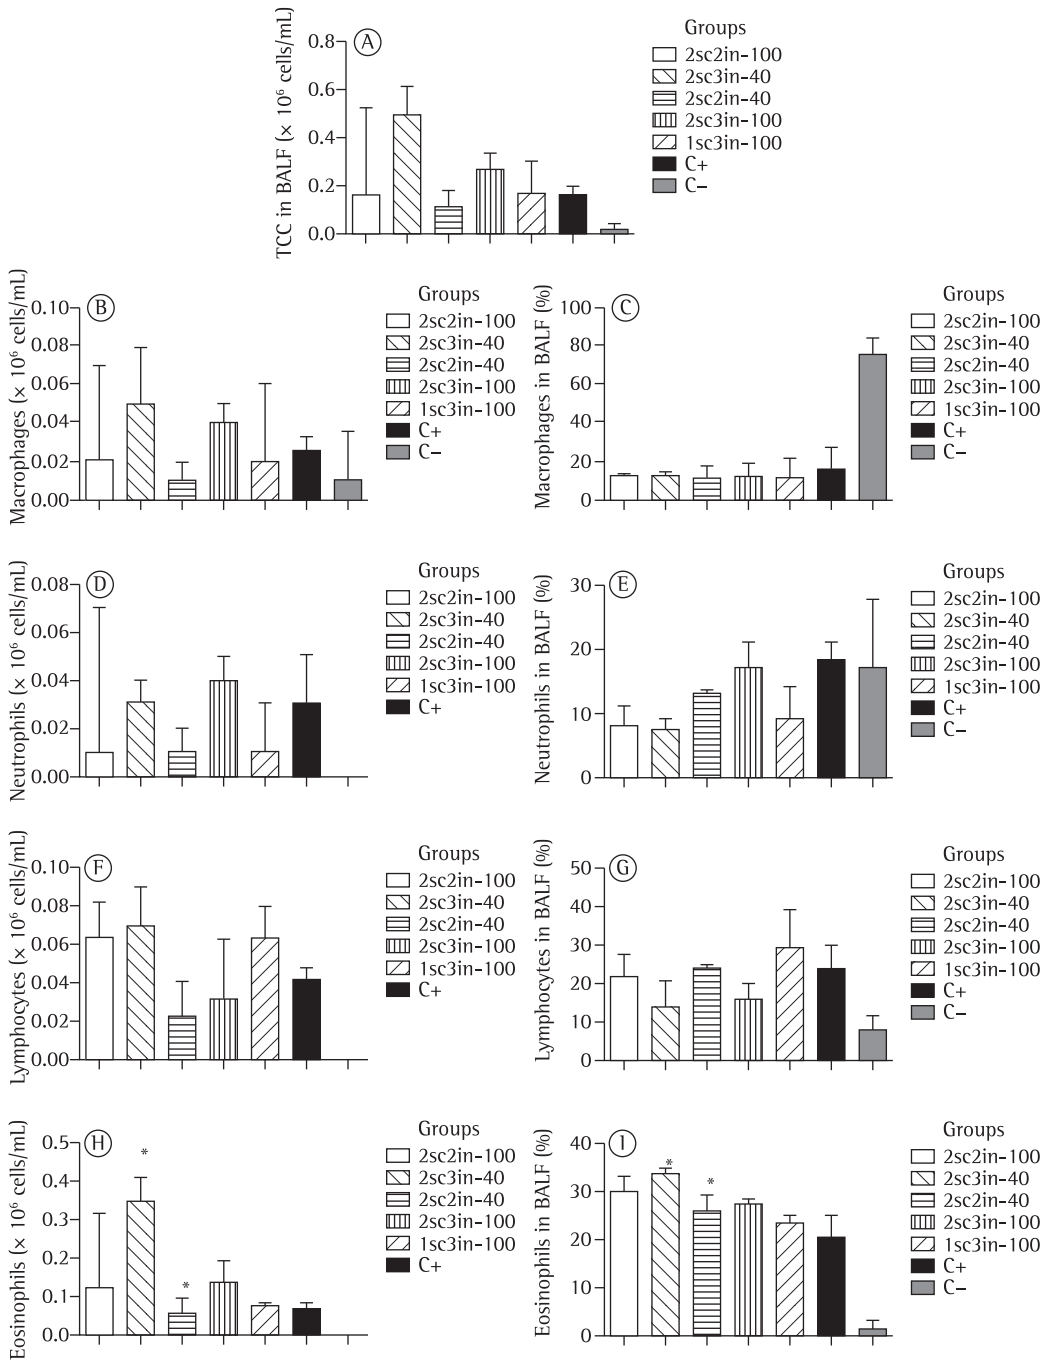 TCC in BALF (× 10⁶ cells/mL)
0.8
0.6
0.4
0.2
0.0
A
Groups
2sc2in-100
2sc3in-40
2sc2in-40
2sc3in-100
1sc3in-100
C+
C−
Macrophages (× 10⁶ cells/mL)
0.10
0.08
0.06
0.04
0.02
0.00
B
Groups
2sc2in-100
2sc3in-40
2sc2in-40
2sc3in-100
1sc3in-100
C+
C−
Macrophages in BALF (%)
100
80
60
40
20
0
C
Groups
2sc2in-100
2sc3in-40
2sc2in-40
2sc3in-100
1sc3in-100
C+
C−
Neutrophils (× 10⁶ cells/mL)
0.08
0.06
0.04
0.02
0.00
D
Groups
2sc2in-100
2sc3in-40
2sc2in-40
2sc3in-100
1sc3in-100
C+
Neutrophils in BALF (%)
30
20
10
0
E
Groups
2sc2in-100
2sc3in-40
2sc2in-40
2sc3in-100
1sc3in-100
C+
C−
Lymphocytes (× 10⁶ cells/mL)
0.10
0.08
0.06
0.04
0.02
0.00
F
Groups
2sc2in-100
2sc3in-40
2sc2in-40
2sc3in-100
1sc3in-100
C+
Lymphocytes in BALF (%)
50
40
30
20
10
0
G
Groups
2sc2in-100
2sc3in-40
2sc2in-40
2sc3in-100
1sc3in-100
C+
C−
Eosinophils (× 10⁶ cells/mL)
0.5
0.4
0.3
0.2
0.1
0.0
H
*
*
Groups
2sc2in-100
2sc3in-40
2sc2in-40
2sc3in-100
1sc3in-100
C+
Eosinophils in BALF (%)
40
30
20
10
0
I
*
*
Groups
2sc2in-100
2sc3in-40
2sc2in-40
2sc3in-100
1sc3in-100
C+
C−